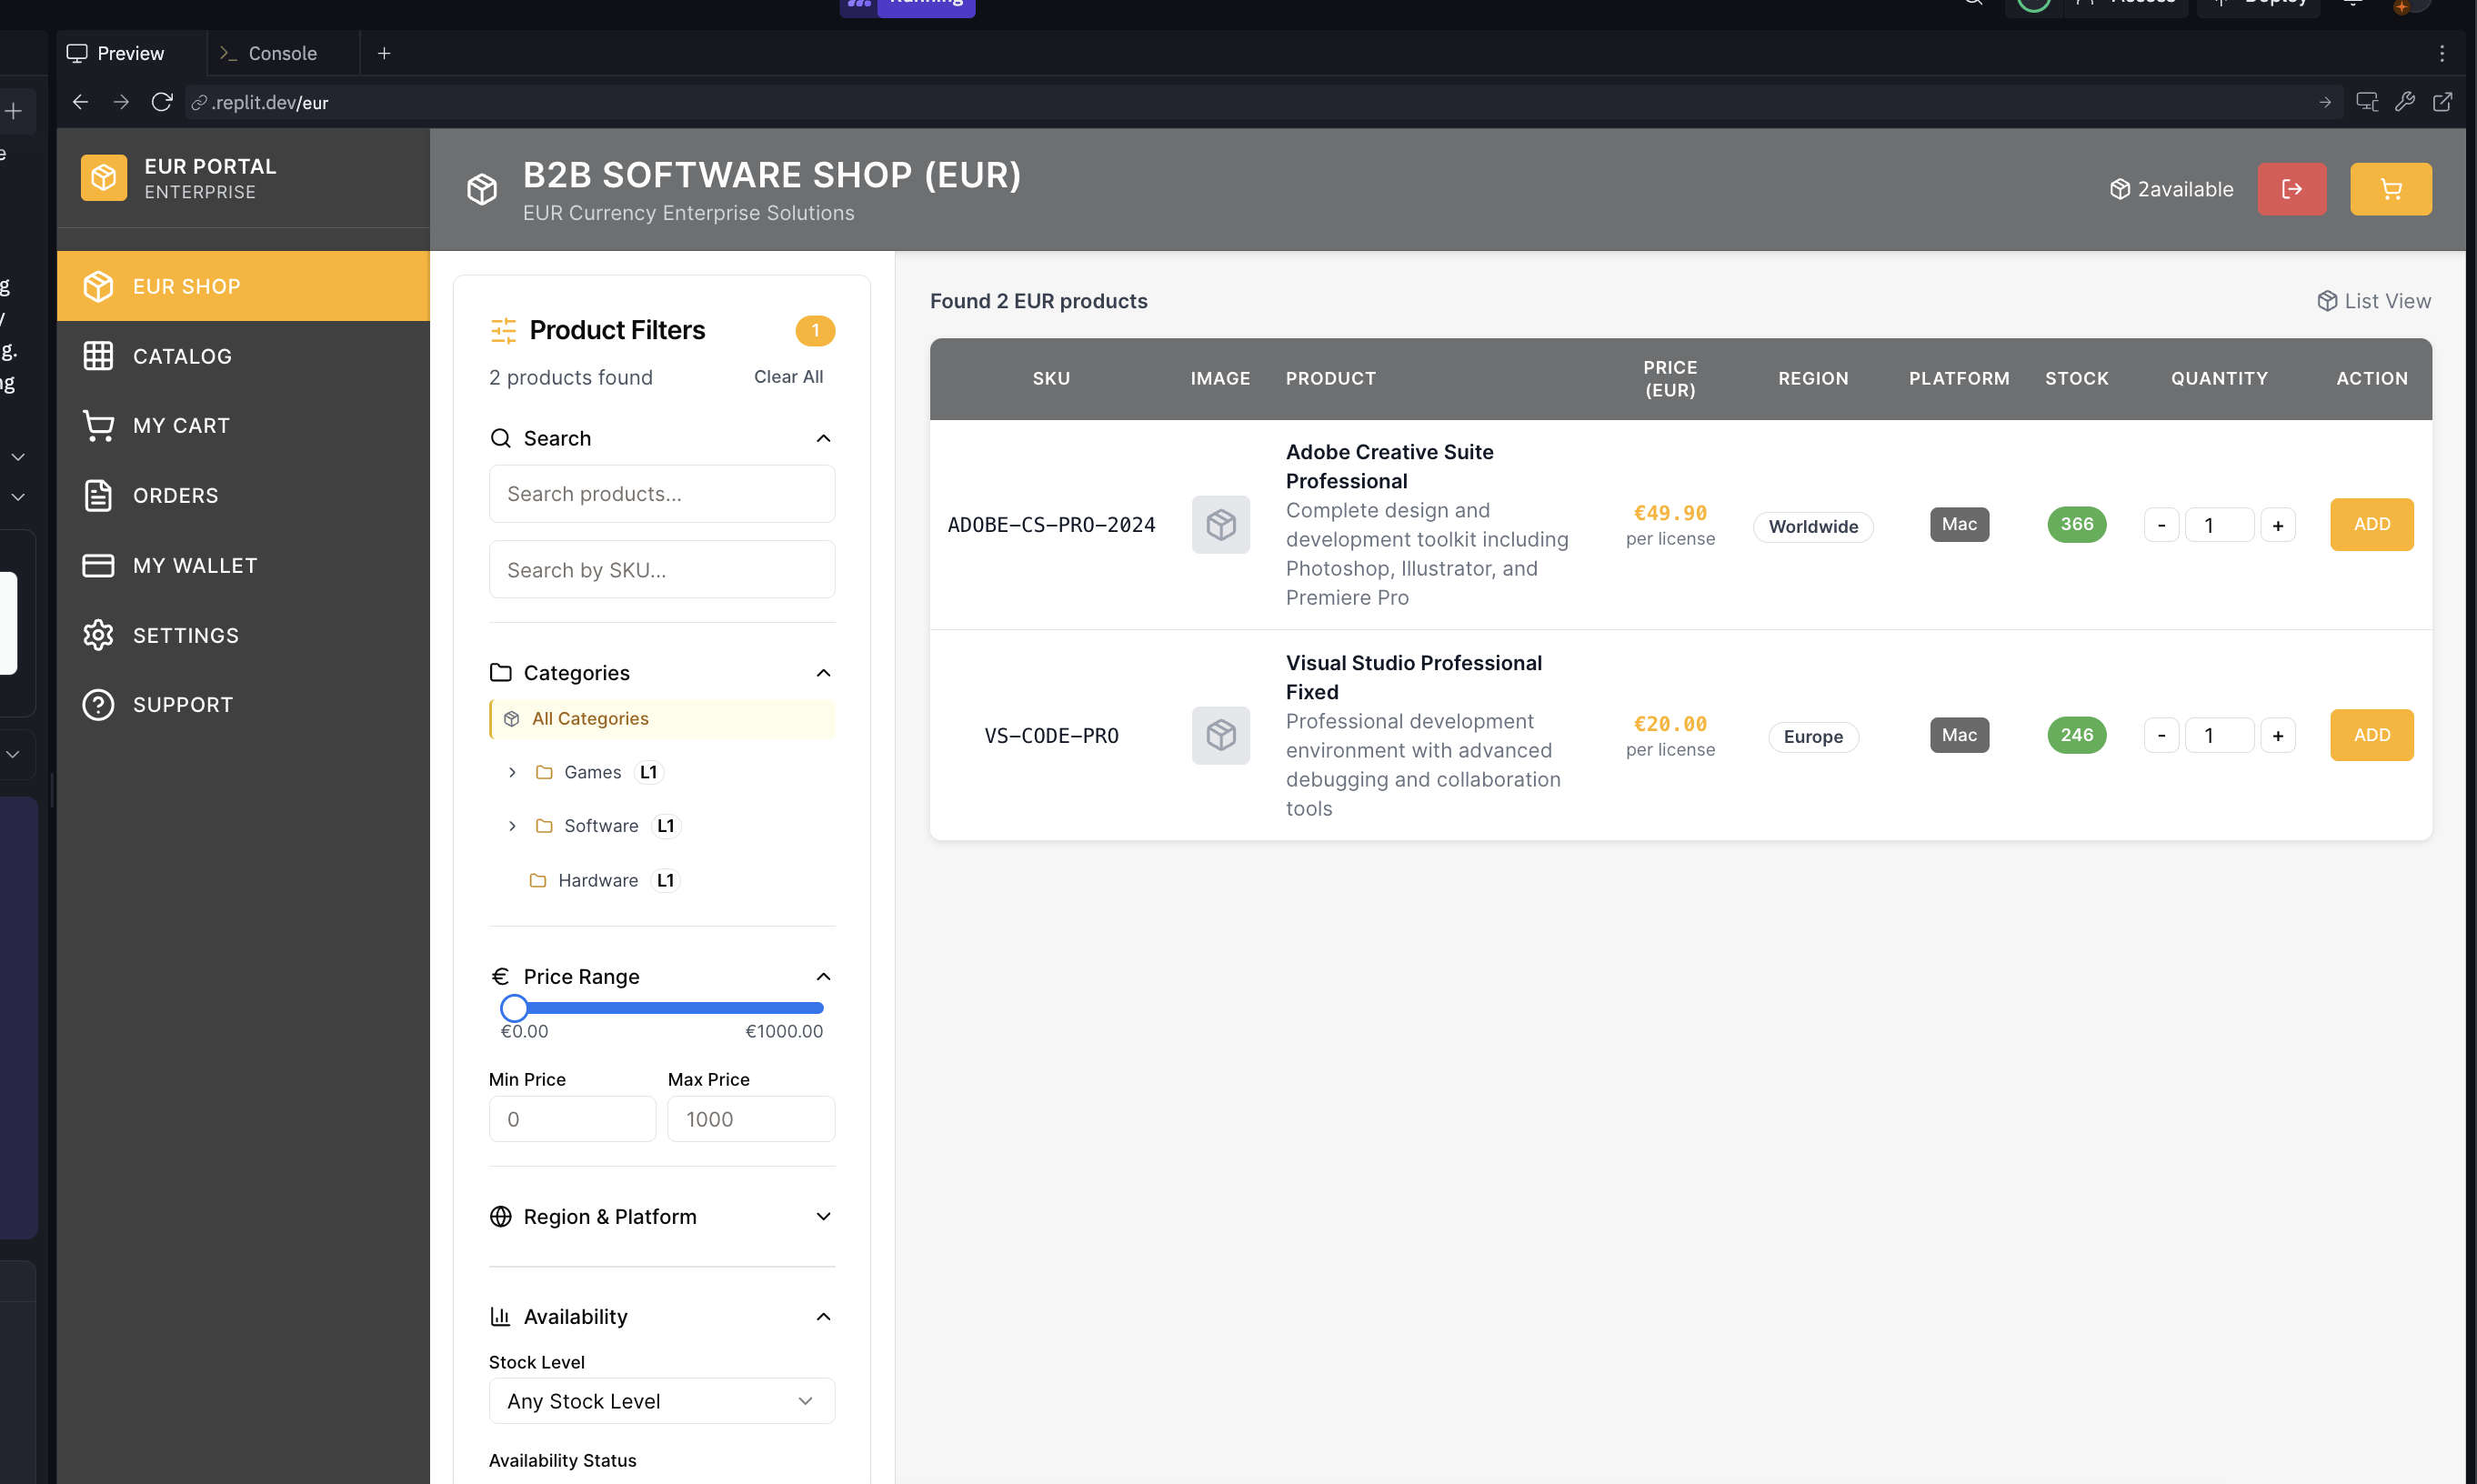 Running
Access
Deploy
Preview
Console
.replit.dev/eur
EUR PORTAL
ENTERPRISE
B2B SOFTWARE SHOP (EUR)
EUR Currency Enterprise Solutions
2available
EUR SHOP
CATALOG
MY CART
ORDERS
MY WALLET
SETTINGS
SUPPORT
Product Filters
1
2 products found
Clear All
Search
Search products...
Search by SKU...
Categories
All Categories
Games L1
Software L1
Hardware L1
€ Price Range
€0.00 €1000.00
Min Price Max Price
0 1000
Region & Platform
Availability
Stock Level
Any Stock Level
Availability Status
Found 2 EUR products
List View
SKU IMAGE PRODUCT PRICE (EUR) REGION PLATFORM STOCK QUANTITY ACTION
Adobe Creative Suite
Professional
Complete design and
development toolkit including
Photoshop, Illustrator, and
Premiere Pro
ADOBE-CS-PRO-2024
€49.90
per license
Worldwide
Mac
366
- 1 +
ADD
Visual Studio Professional
Fixed
Professional development
environment with advanced
debugging and collaboration
tools
VS-CODE-PRO
€20.00
per license
Europe
Mac
246
- 1 +
ADD